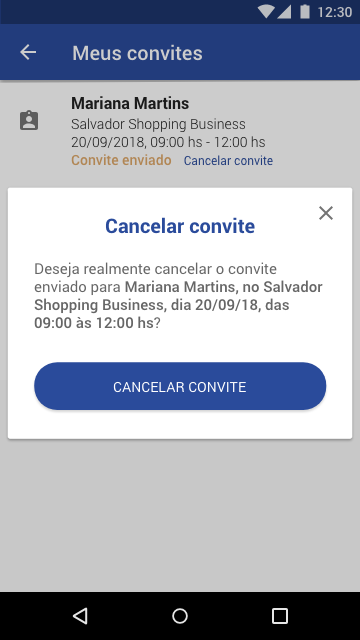 12:30
Meus convites
Mariana Martins
Salvador Shopping Business
20/09/2018, 09:00 hs - 12:00 hs
Convite enviado Cancelar convite
Cancelar convite
Deseja realmente cancelar o convite
enviado para Mariana Martins, no Salvador
Shopping Business, dia 20/09/18, das
09:00 às 12:00 hs?
CANCELAR CONVITE